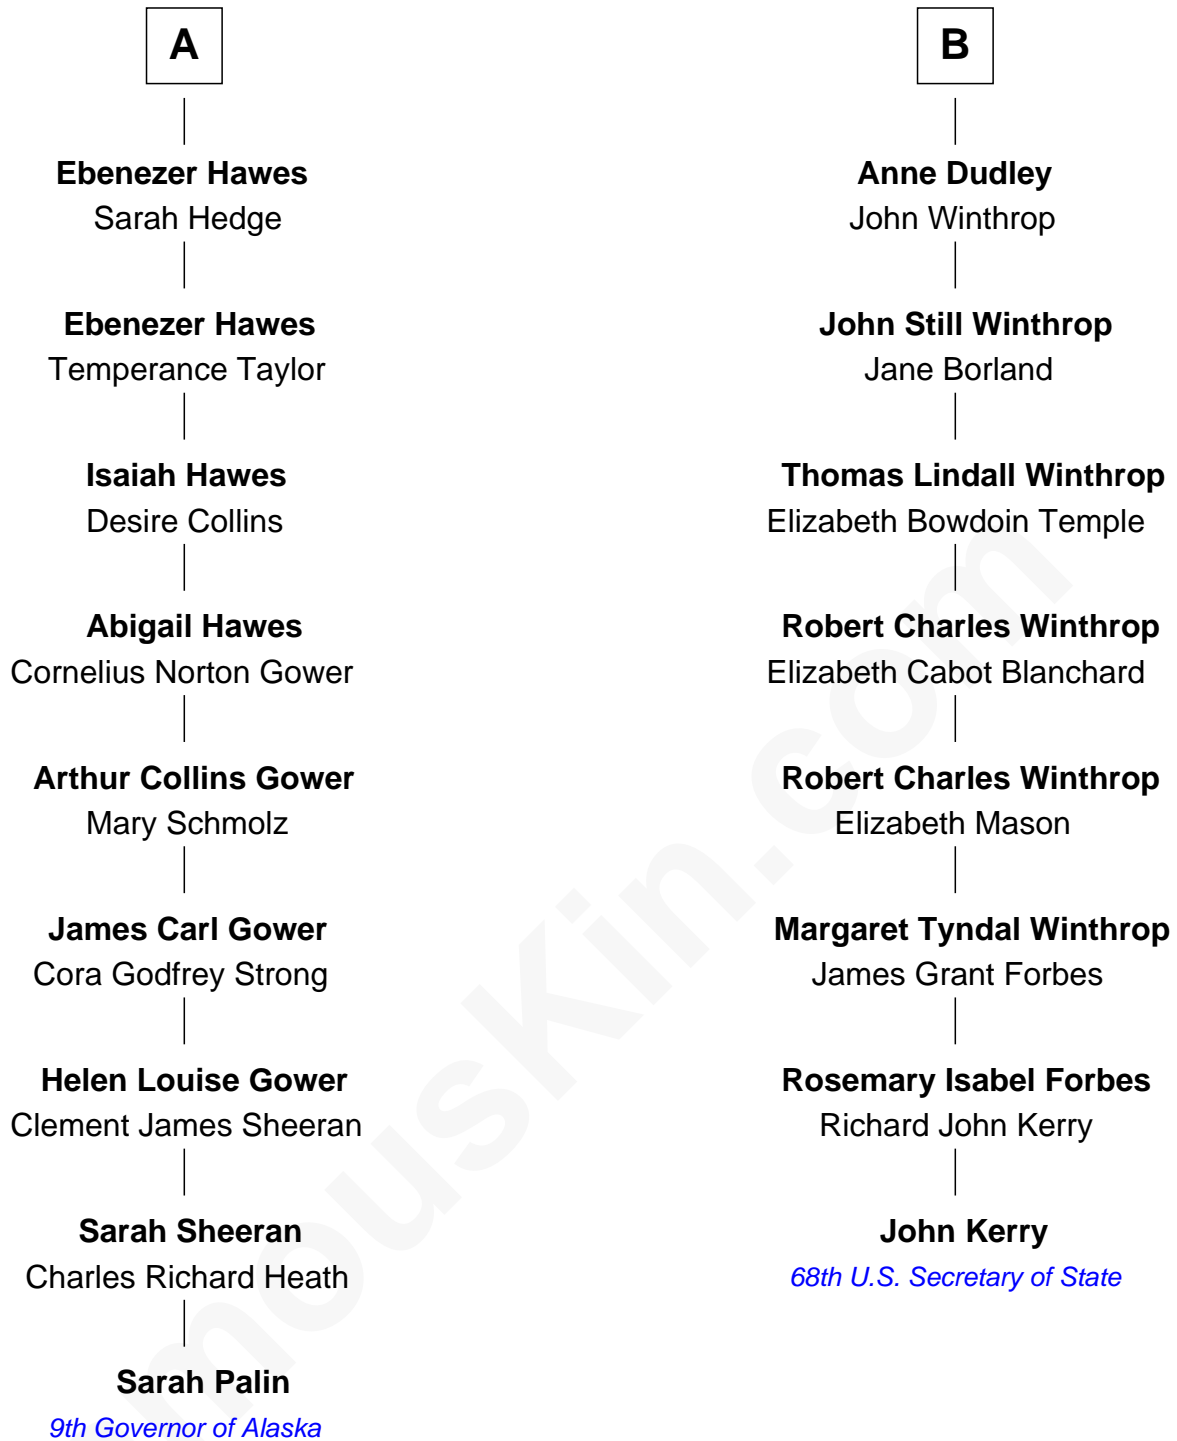 A
Ebenezer Hawes
Sarah Hedge
Ebenezer Hawes
Temperance Taylor
Isaiah Hawes
Desire Collins
Abigail Hawes
Cornelius Norton Gower
Arthur Collins Gower
Mary Schmolz
James Carl Gower
Cora Godfrey Strong
Helen Louise Gower
Clement James Sheeran
Sarah Sheeran
Charles Richard Heath
Sarah Palin
9th Governor of Alaska
B
Anne Dudley
John Winthrop
John Still Winthrop
Jane Borland
Thomas Lindall Winthrop
Elizabeth Bowdoin Temple
Robert Charles Winthrop
Elizabeth Cabot Blanchard
Robert Charles Winthrop
Elizabeth Mason
Margaret Tyndal Winthrop
James Grant Forbes
Rosemary Isabel Forbes
Richard John Kerry
John Kerry
68th U.S. Secretary of State
mousKin.com